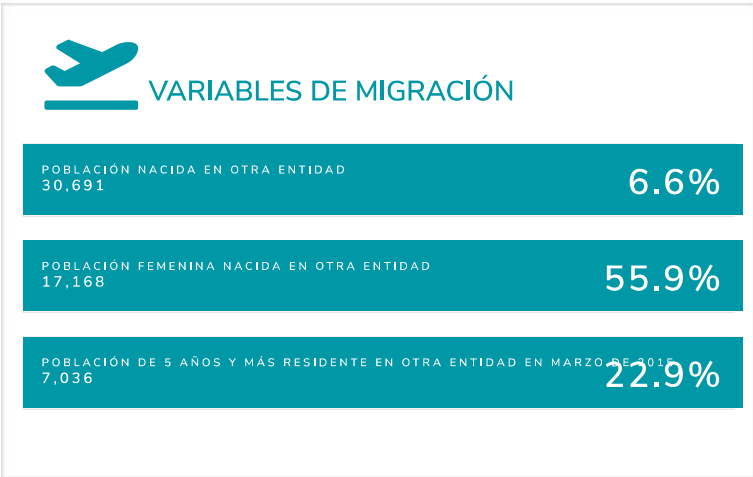 VARIABLES DE MIGRACIÓN
POBLACIÓN NACIDA EN OTRA ENTIDAD
30,691
6.6%
POBLACIÓN FEMENINA NACIDA EN OTRA ENTIDAD
17,168
55.9%
POBLACIÓN DE 5 AÑOS Y MÁS RESIDENTE EN OTRA ENTIDAD EN MARZO DE 2015
7,036
22.9%